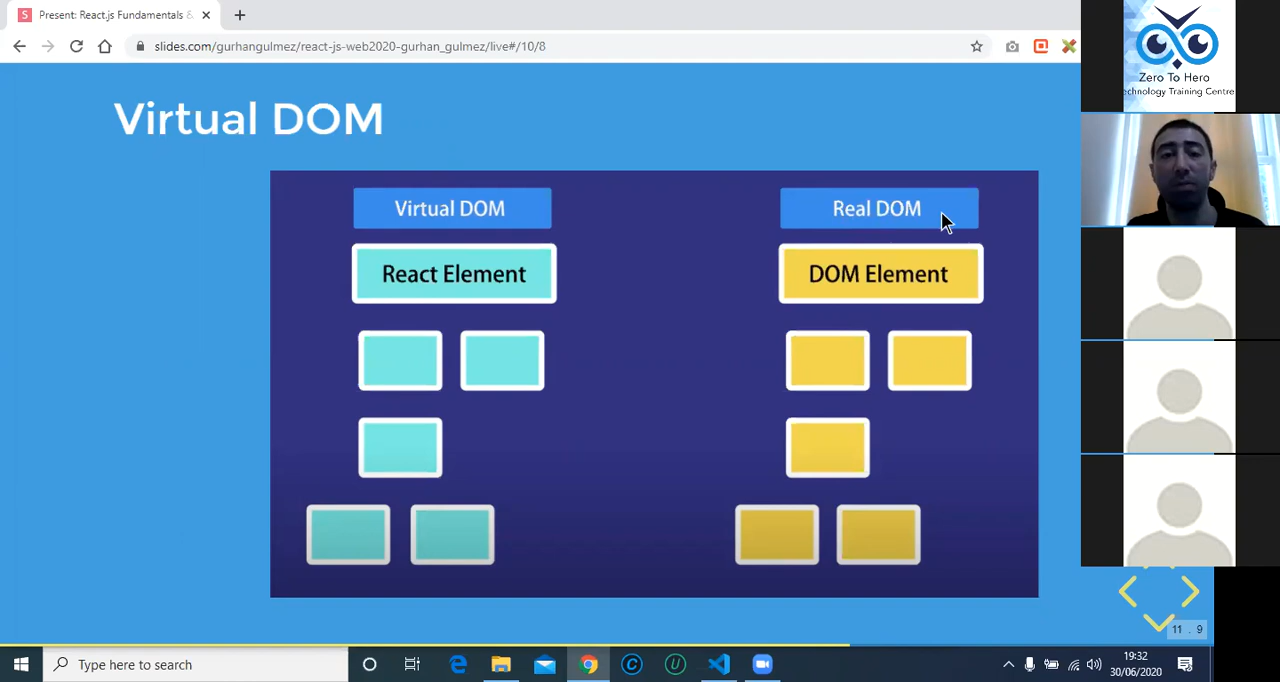 Present: React.js Fundamentals &
slides.com/gurhangulmez/react-js-web2020-gurhan_gulmez/live#/10/8
Zero To Hero
echnology Training Centre
Virtual DOM
Virtual DOM
Real DOM
React Element
DOM Element
11 . 9
Type here to search
19:32
30/06/2020